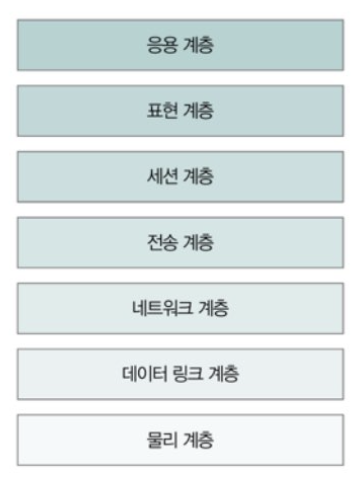 응용 계층
표현 계층
세션 계층
전송 계층
네트워크 계층
데이터 링크 계층
물리 계층